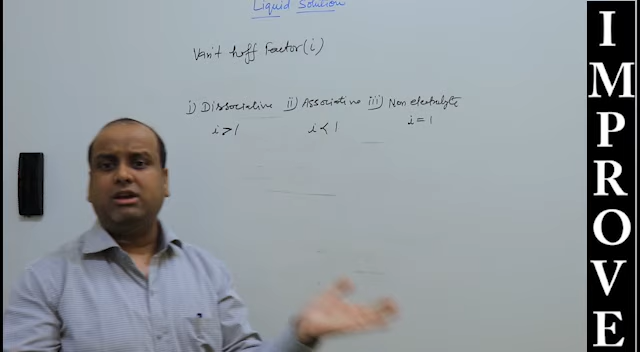 Liquid Solution
Van't hoff Factor (i)
i) Dissociative ii) Associative iii) Non electrolyte
i > 1 i < 1 i = 1
IMPROVE